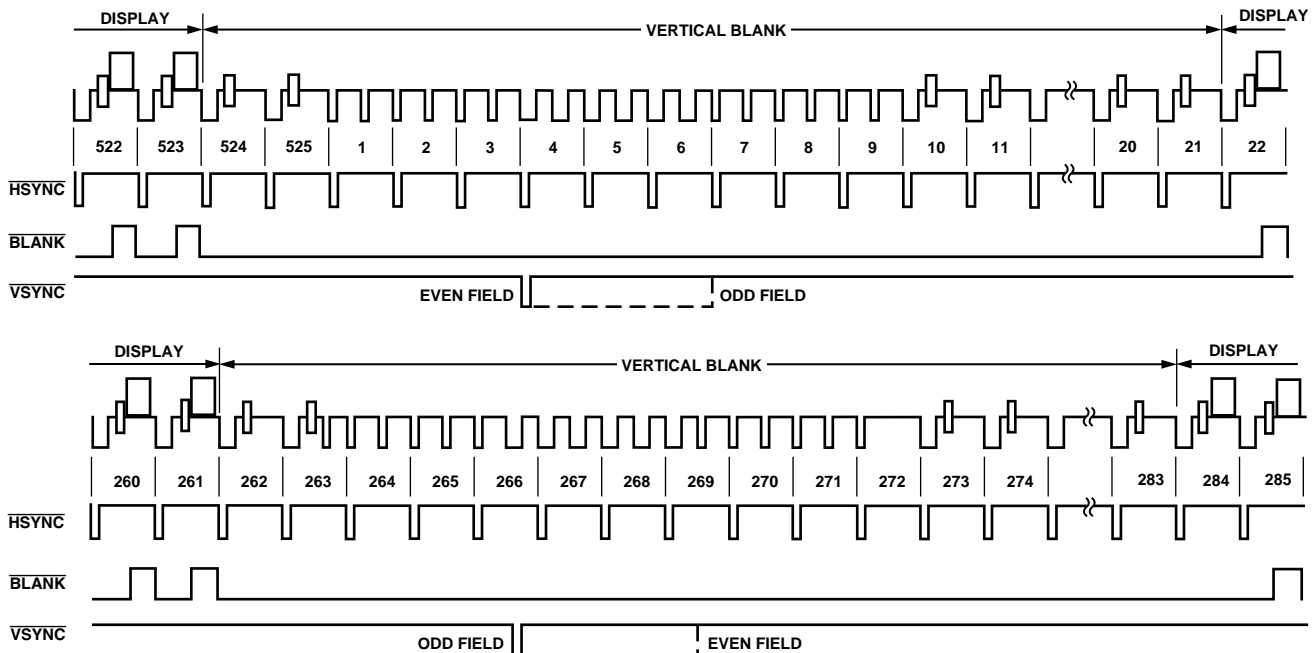 DISPLAY VERTICAL BLANK DISPLAY
522 523 524 525 1 2 3 4 5 6 7 8 9 10 11 20 21 22
HSYNC
BLANK
VSYNC
EVEN FIELD ODD FIELD
DISPLAY VERTICAL BLANK DISPLAY
260 261 262 263 264 265 266 267 268 269 270 271 272 273 274 283 284 285
HSYNC
BLANK
VSYNC
ODD FIELD EVEN FIELD